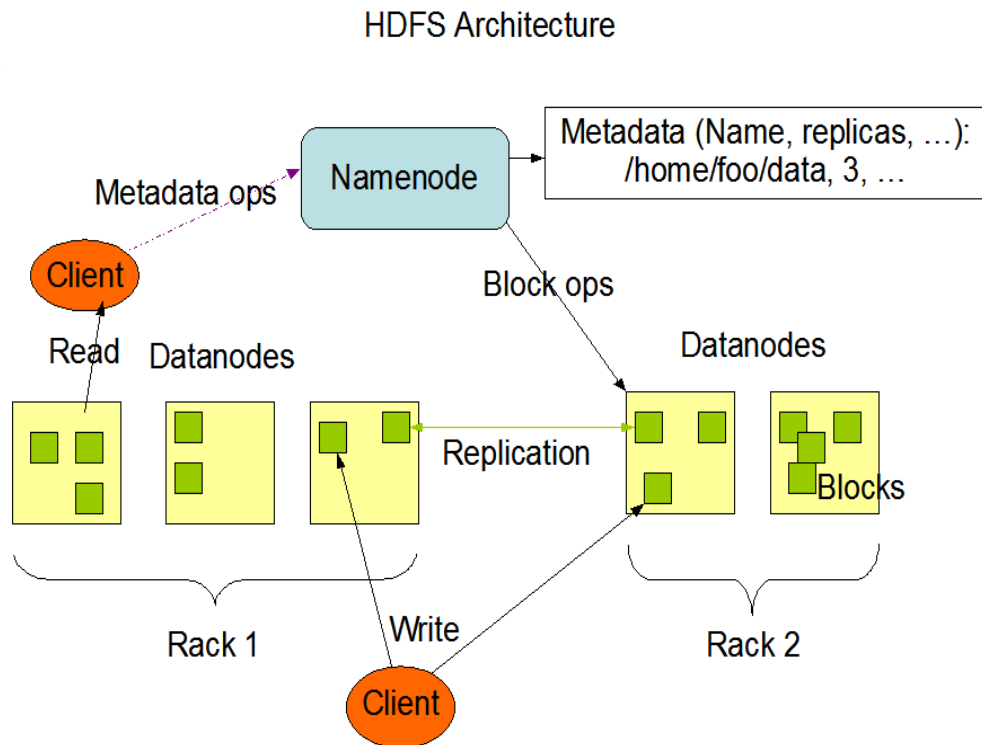 HDFS Architecture
Metadata (Name, replicas, …):
/home/foo/data, 3, …
Namenode
Metadata ops
Client
Block ops
Read
Datanodes
Datanodes
Replication
Blocks
Rack 1
Write
Rack 2
Client